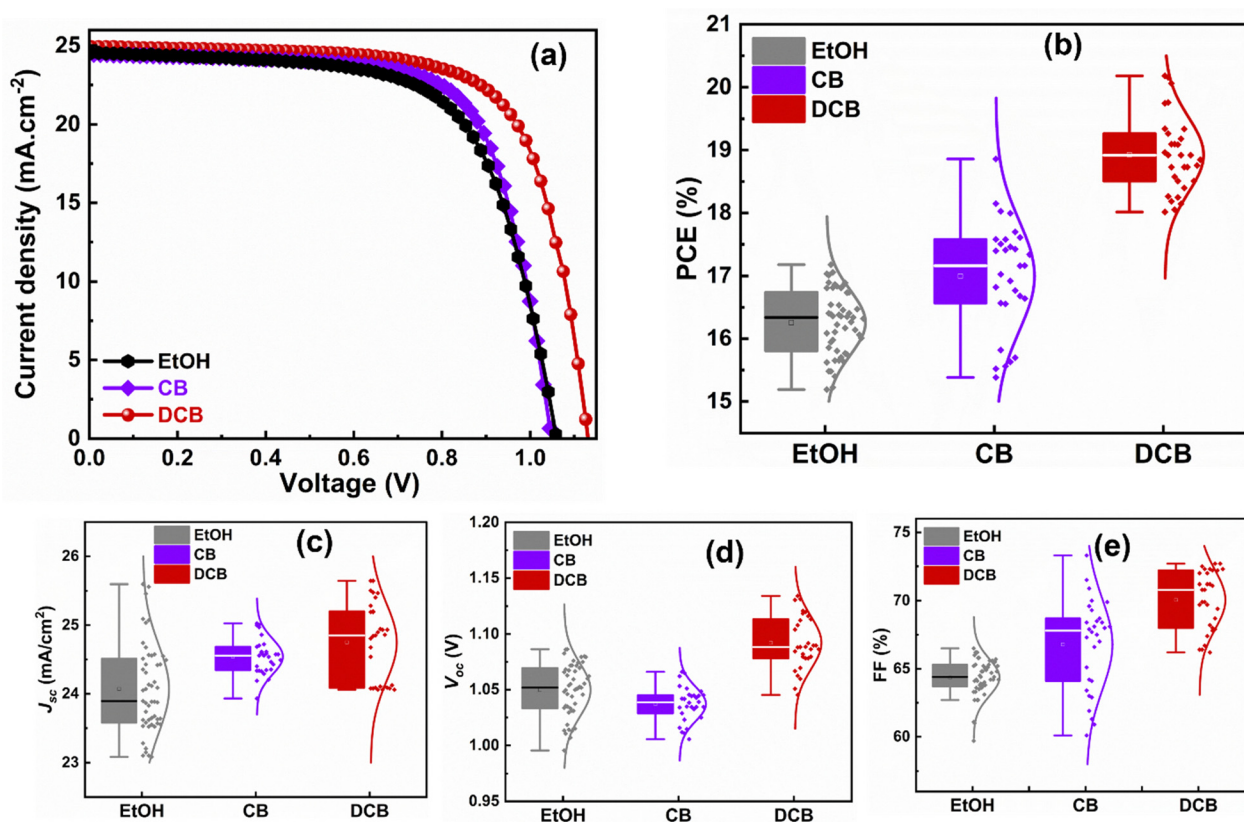 (a)
25
20
15
10
5
0
Current density (mA.cm-2)
EtOH
CB
DCB
0.0 0.2 0.4 0.6 0.8 1.0
Voltage (V)
(b)
EtOH
CB
DCB
21
20
19
18
17
16
15
PCE (%)
EtOH CB DCB
(c)
EtOH
CB
DCB
26
25
24
23
Jsc (mA/cm2)
EtOH CB DCB
(d)
EtOH
CB
DCB
1.20
1.15
1.10
1.05
1.00
0.95
Voc (V)
EtOH CB DCB
(e)
EtOH
CB
DCB
75
70
65
60
FF (%)
EtOH CB DCB